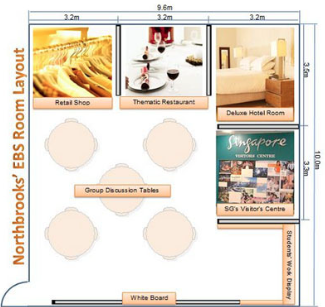 9.6m
3.2m
3.2m
3.2m
Northbrooks' EBS Room Layout
Retail Shop
Thematic Restaurant
Deluxe Hotel Room
3.5m
10.0m
Singapore
VISITORS CENTRE
3.3m
SG's Visitor's Centre
Group Discussion Tables
Students' Work Display
White Board